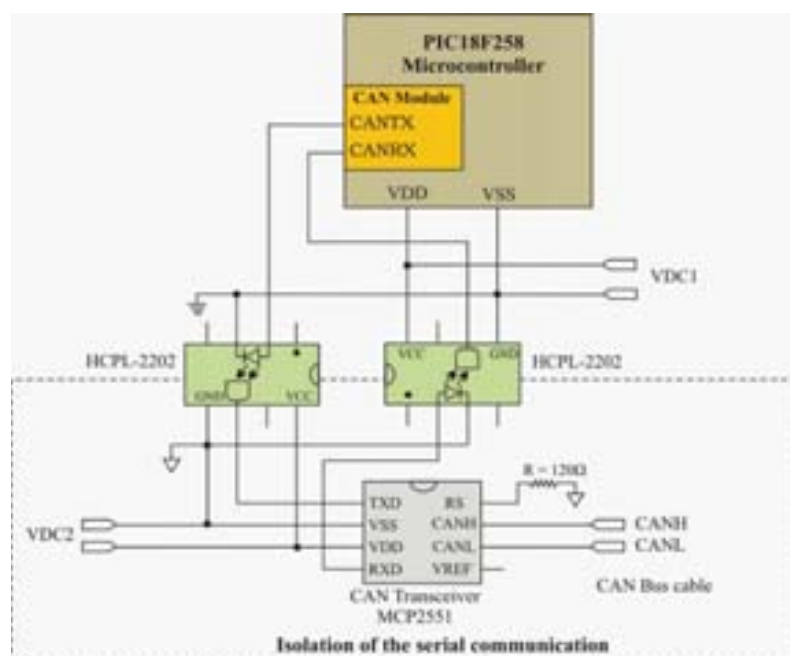 PIC18F258
Microcontroller
CAN Module
CANTX
CANRX
VDD VSS
VDC1
HCPL-2202
VCC GND
HCPL-2202
GND VCC
R = 120Ω
TXD RS
VSS CANH
VDD CANL
RXD VREF
VDC2
CANH
CANL
CAN Bus cable
CAN Transceiver
MCP2551
Isolation of the serial communication